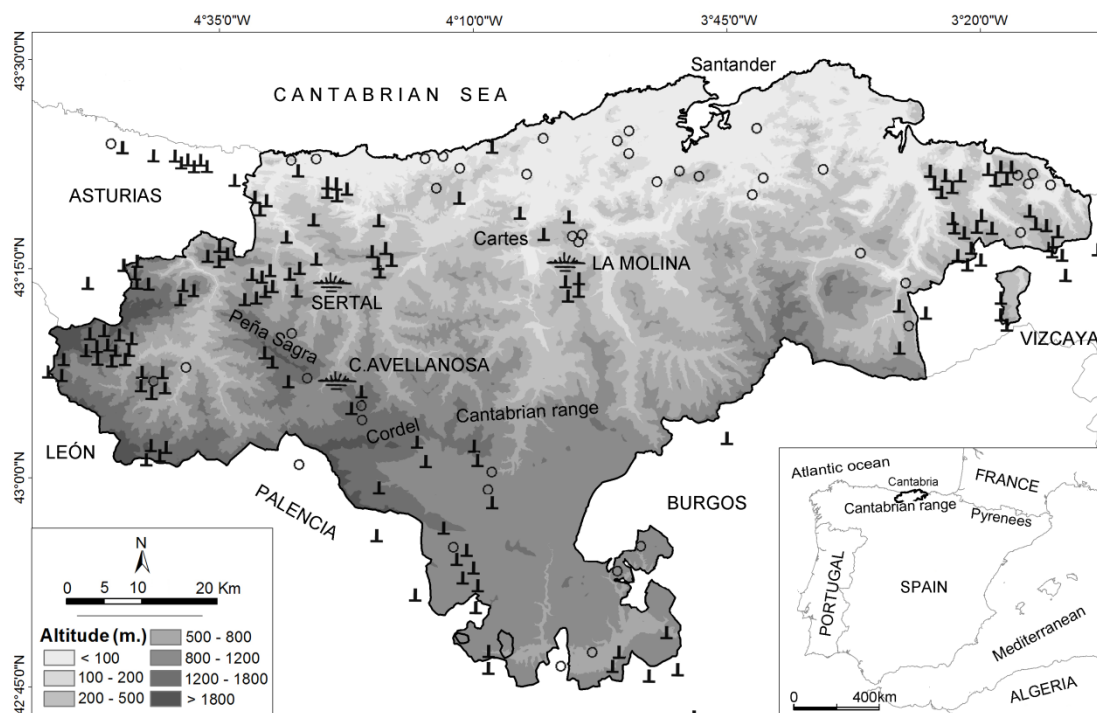 4°35'0"W 4°10'0"W 3°45'0"W 3°20'0"W
43°30'0"N
43°15'0"N
43°0'0"N
42°45'0"N
Santander
CANTABRIAN SEA
ASTURIAS
Cartes
LA MOLINA
SERTAL
Peña Sagra
C.AVELLANOSA
VIZCAYA
Cantabrian range
Cordel
LEÓN
PALENCIA
BURGOS
N
0 5 10 20 Km
Altitude (m.)
< 100
100 - 200
200 - 500
500 - 800
800 - 1200
1200 - 1800
> 1800
Atlantic ocean
Cantabria
FRANCE
Cantabrian range
Pyrenees
PORTUGAL
SPAIN
Mediterranean
ALGERIA
0 400km